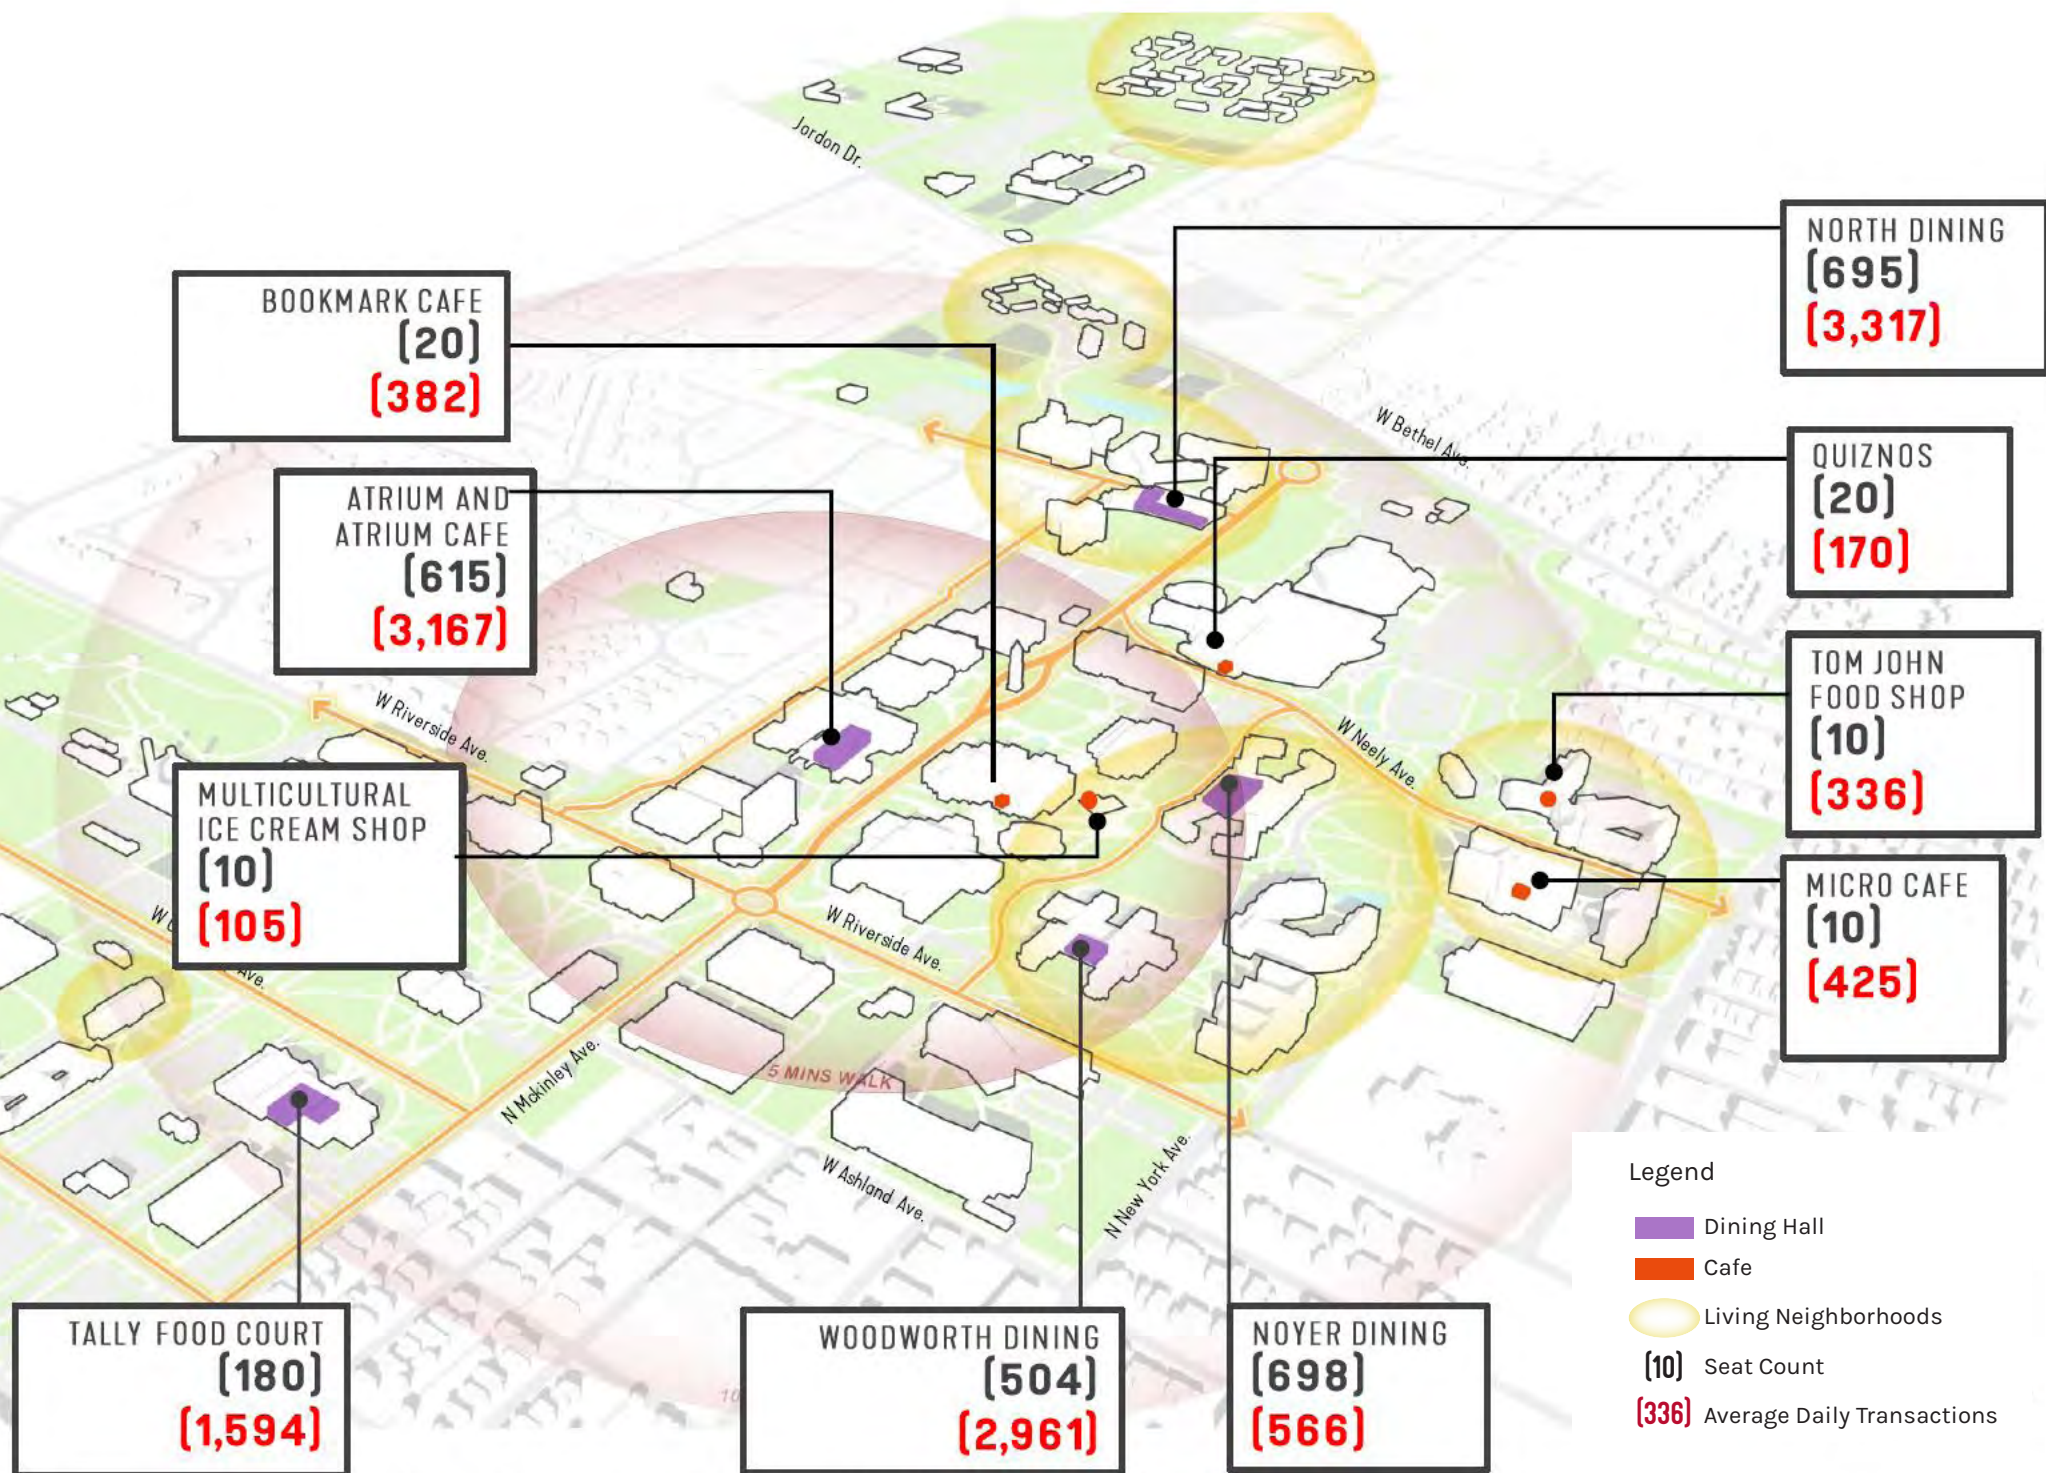 Jordon Dr.
NORTH DINING
(695)
(3,317)
BOOKMARK CAFE
(20)
(382)
W Bethel Ave.
QUIZNOS
(20)
(170)
ATRIUM AND
ATRIUM CAFE
(615)
(3,167)
TOM JOHN
FOOD SHOP
(10)
(336)
W Riverside Ave.
W Neely Ave.
MULTICULTURAL
ICE CREAM SHOP
(10)
(105)
MICRO CAFE
(10)
(425)
W
Ave.
W Riverside Ave.
5 MINS WALK
N Mckinley Ave.
W Ashland Ave.
N New York Ave.
TALLY FOOD COURT
(180)
(1,594)
WOODWORTH DINING
(504)
(2,961)
NOYER DINING
(698)
(566)
10
Legend
Dining Hall
Cafe
Living Neighborhoods
(10) Seat Count
(336) Average Daily Transactions